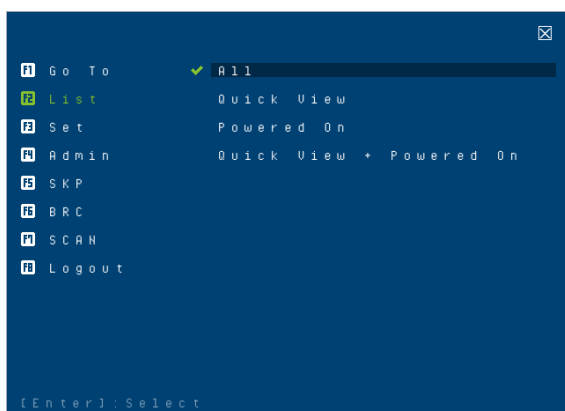 F1 Go To ✔ All
F2 List Quick View
F3 Set Powered On
F4 Admin Quick View + Powered On
F5 SKP
F6 BRC
F7 SCAN
F8 Logout
[Enter]:Select